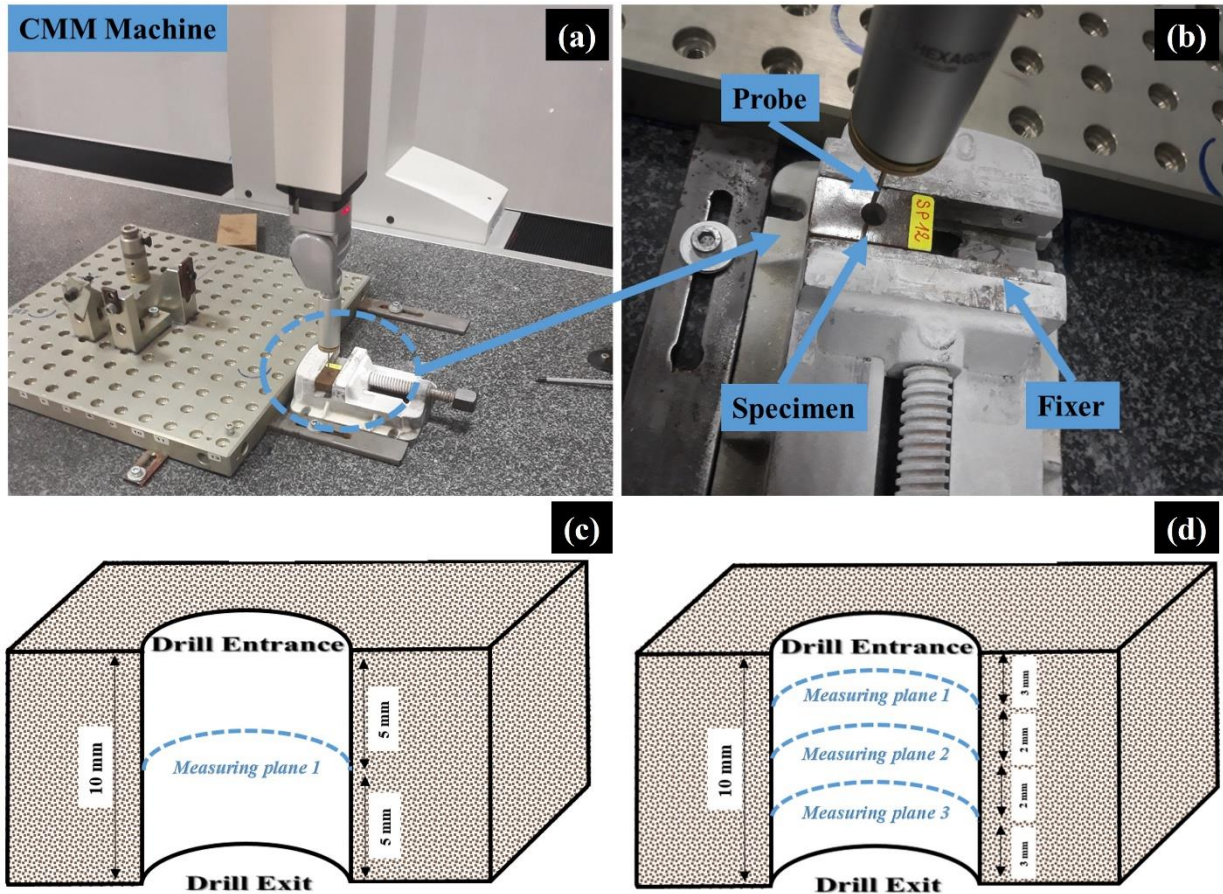 CMM Machine
(a)
(b)
HEXAGON
Probe
SP12
Specimen
Fixer
(c)
Drill Entrance
10 mm
5 mm
Measuring plane 1
5 mm
Drill Exit
(d)
Drill Entrance
Measuring plane 1
3 mm
10 mm
2 mm
Measuring plane 2
2 mm
Measuring plane 3
3 mm
Drill Exit